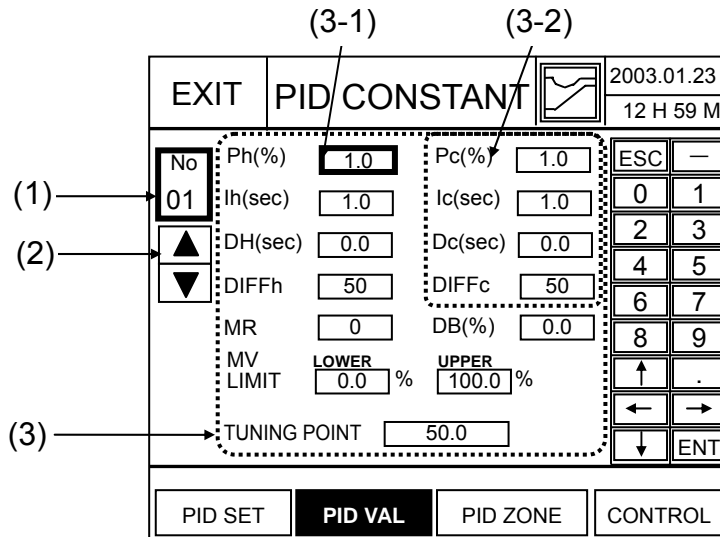 (3-1) (3-2)
EXIT PID CONSTANT 2003.01.23
12 H 59 M
No Ph(%) 1.0 Pc(%) 1.0 ESC —
(1) 01 Ih(sec) 1.0 Ic(sec) 1.0 0 1
(2) ▲ DH(sec) 0.0 Dc(sec) 0.0 2 3
▼ DIFFh 50 DIFFc 50 4 5
6 7
MR 0 DB(%) 0.0 8 9
MV LOWER UPPER
LIMIT 0.0 % 100.0 % ↑ .
← →
(3) TUNING POINT 50.0 ↓ ENT
PID SET PID VAL PID ZONE CONTROL